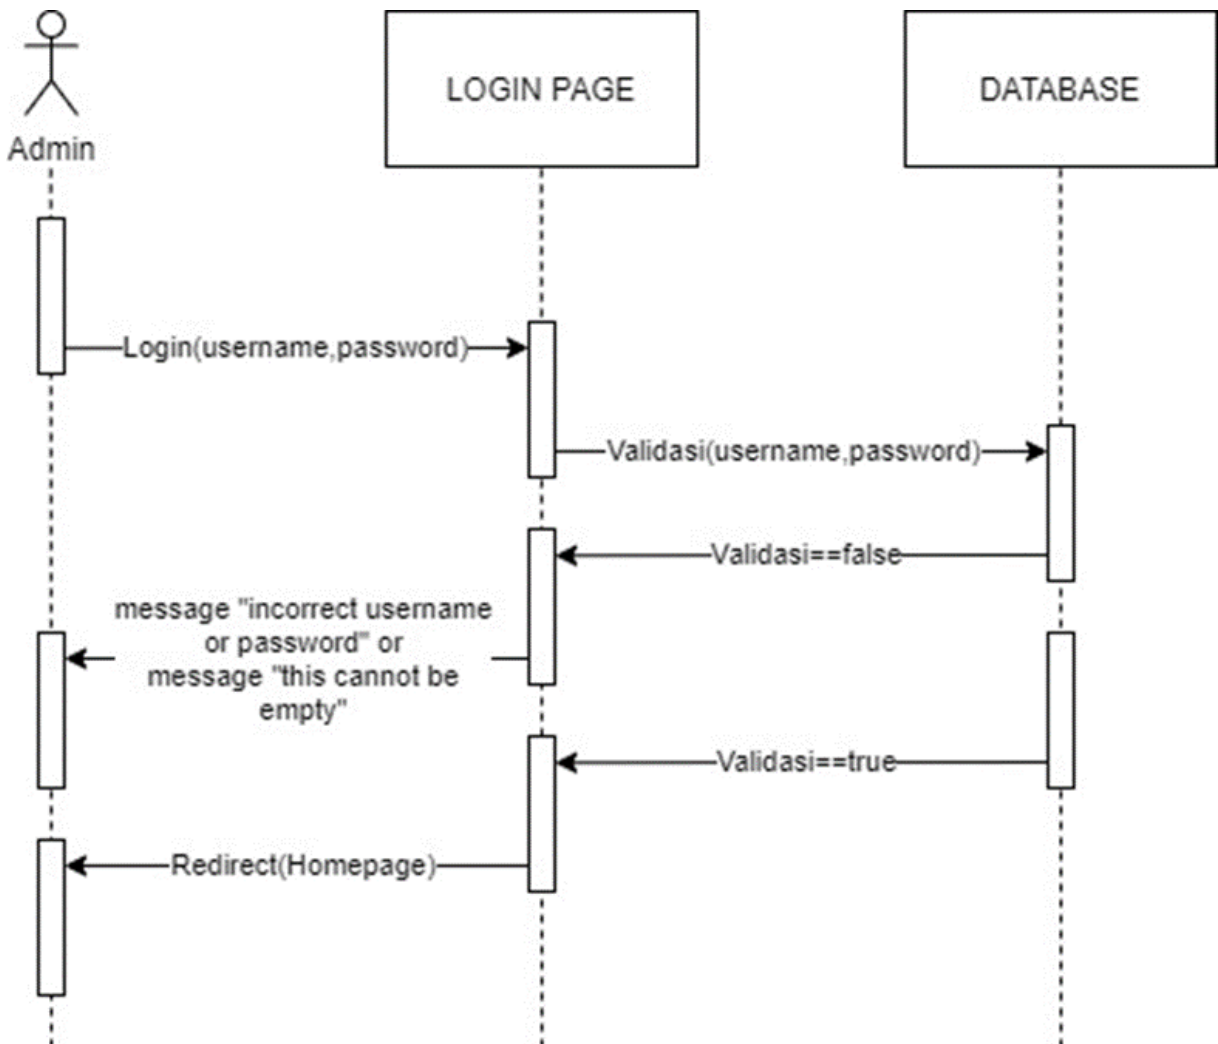 LOGIN PAGE
DATABASE
Admin
Login(username,password)
Validasi(username,password)
Validasi==false
message "incorrect username
or password" or
message "this cannot be
empty"
Validasi==true
Redirect(Homepage)